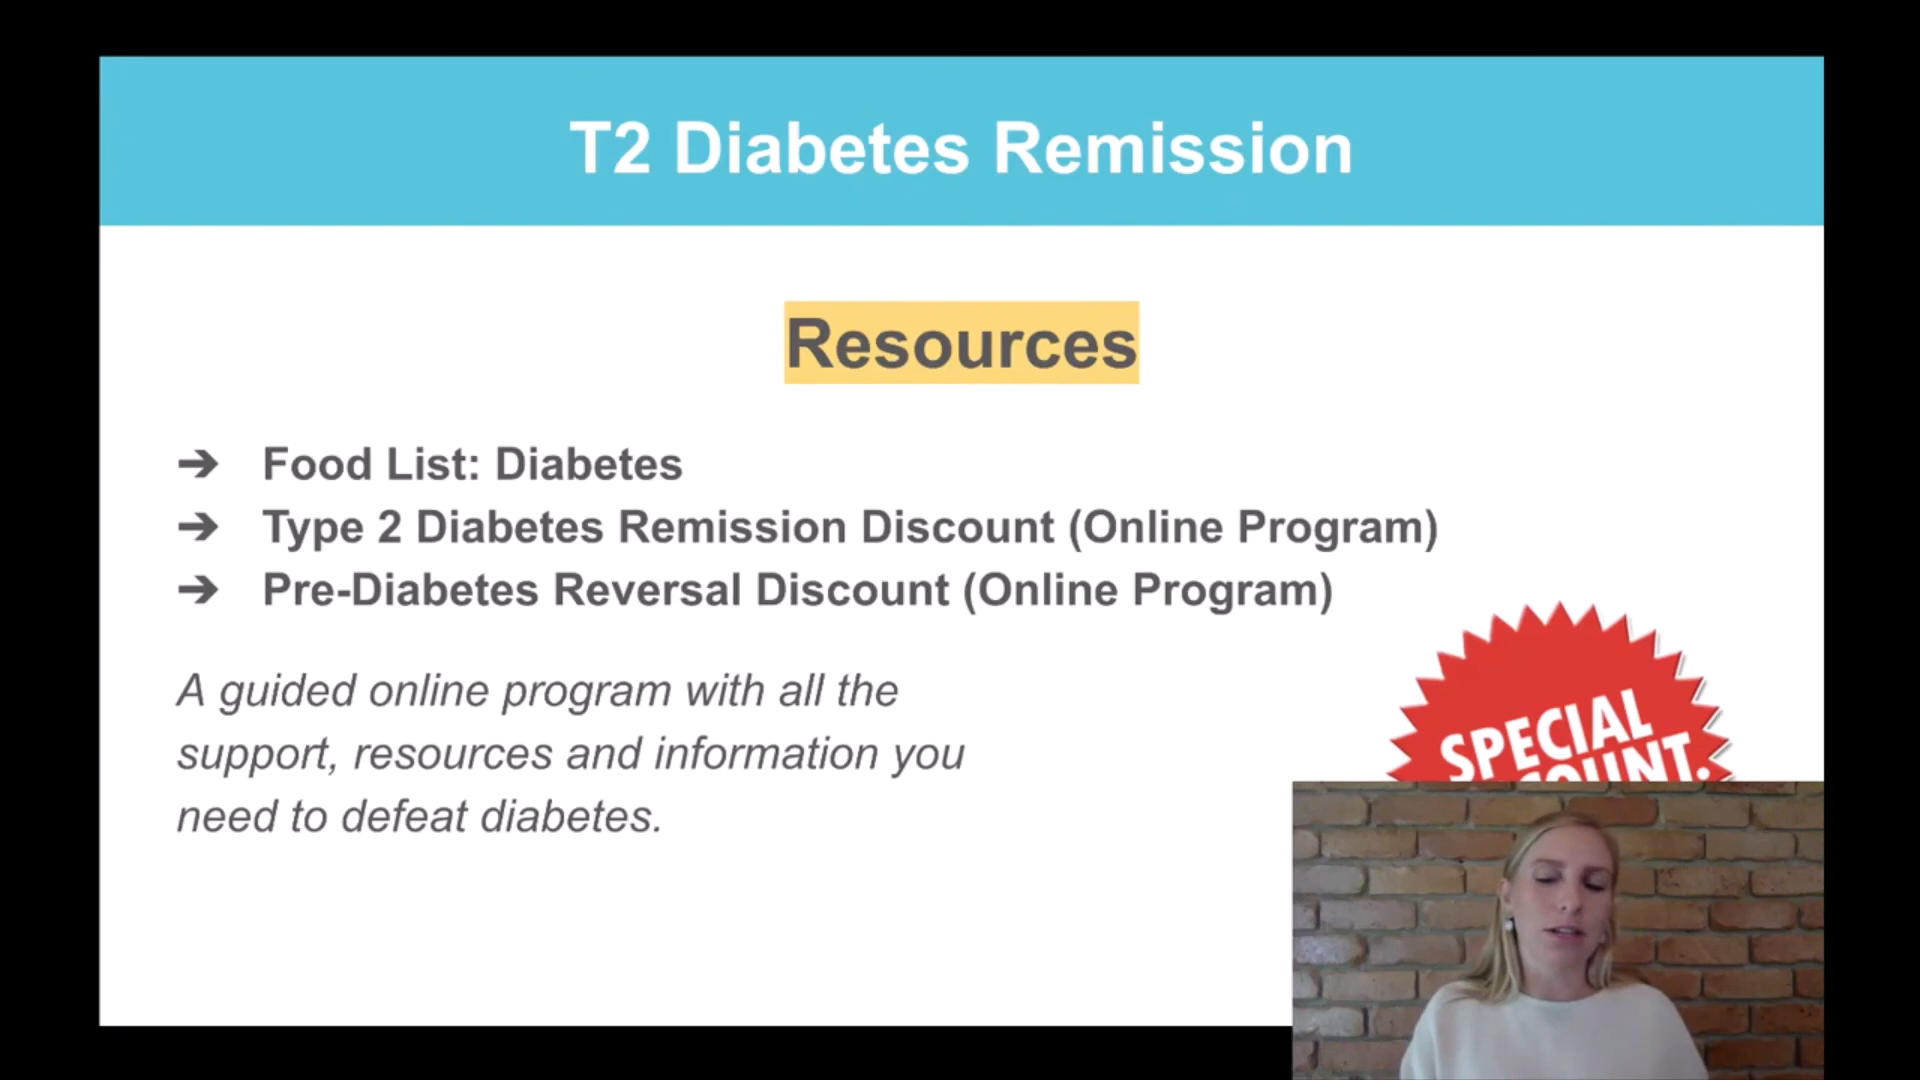 T2 Diabetes Remission
Resources
➔ Food List: Diabetes
➔ Type 2 Diabetes Remission Discount (Online Program)
➔ Pre-Diabetes Reversal Discount (Online Program)
A guided online program with all the
support, resources and information you
need to defeat diabetes.
SPECIAL